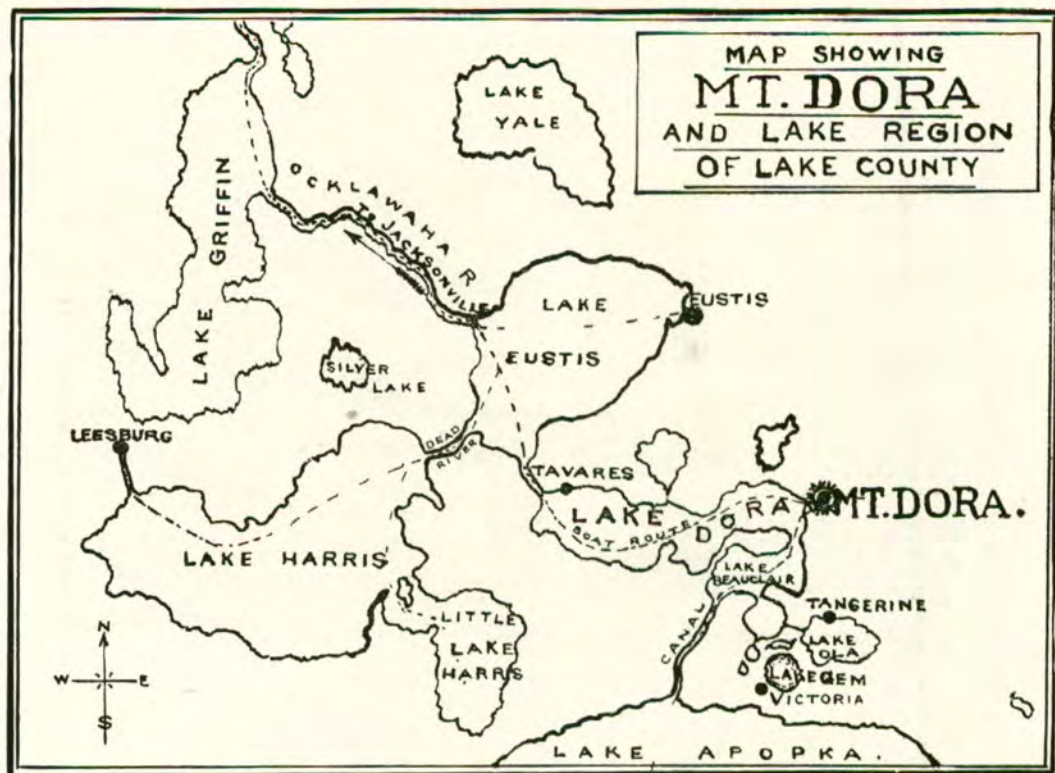 MAP SHOWING
MT. DORA
AND LAKE REGION
OF LAKE COUNTY
LAKE
YALE
LAKE GRIFFIN
OCKLAWAHA R
TO JACKSONVILLE
LAKE
EUSTIS
EUSTIS
SILVER
LAKE
LEESBURG
DEAD
RIVER
TAVARES
LAKE DORA
BOAT ROUTE
MT. DORA.
LAKE HARRIS
LAKE
BEAUCLAIR
CANAL
TANGERINE
LAKE
OLA
LITTLE
LAKE
HARRIS
LAKE GEM
VICTORIA
N
W E
S
LAKE APOPKA.